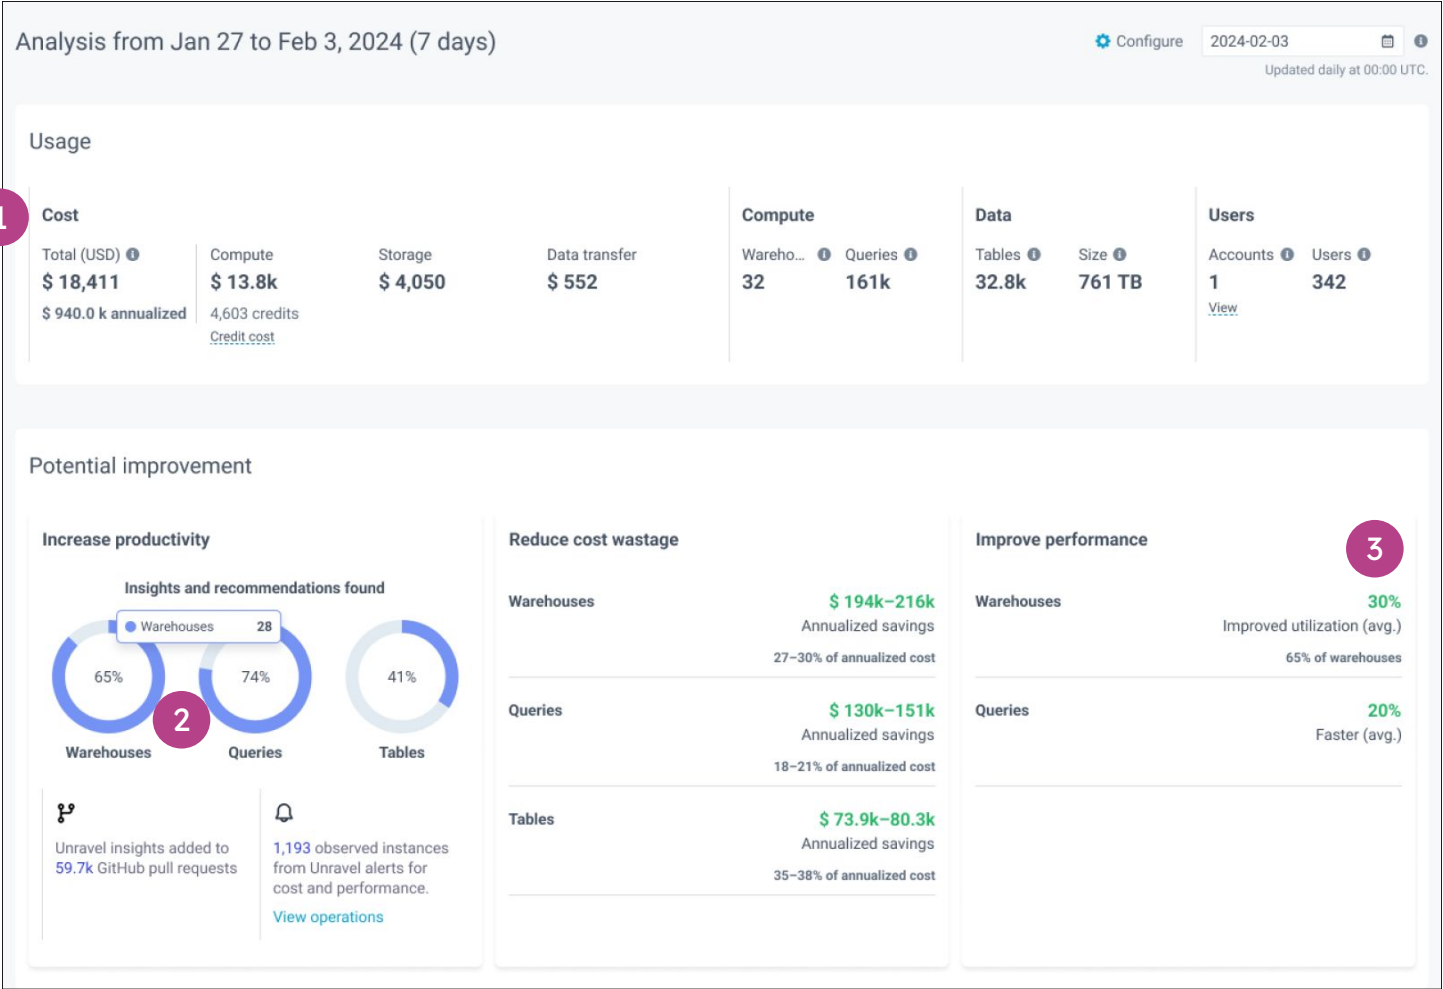 Analysis from Jan 27 to Feb 3, 2024 (7 days)
Configure
2024-02-03
Updated daily at 00:00 UTC.
Usage
1
Cost
Total (USD)
$ 18,411
$ 940.0 k annualized
Compute
$ 13.8k
4,603 credits
Credit cost
Storage
$ 4,050
Data transfer
$ 552
Compute
Wareho...
32
Queries
161k
Data
Tables
32.8k
Size
761 TB
Users
Accounts
1
View
Users
342
Potential improvement
Increase productivity
Insights and recommendations found
Warehouses 28
65%
Warehouses
2
74%
Queries
41%
Tables
Unravel insights added to
59.7k GitHub pull requests
1,193 observed instances
from Unravel alerts for
cost and performance.
View operations
Reduce cost wastage
Warehouses
$ 194k–216k
Annualized savings
27–30% of annualized cost
Queries
$ 130k–151k
Annualized savings
18–21% of annualized cost
Tables
$ 73.9k–80.3k
Annualized savings
35–38% of annualized cost
Improve performance
3
Warehouses
30%
Improved utilization (avg.)
65% of warehouses
Queries
20%
Faster (avg.)